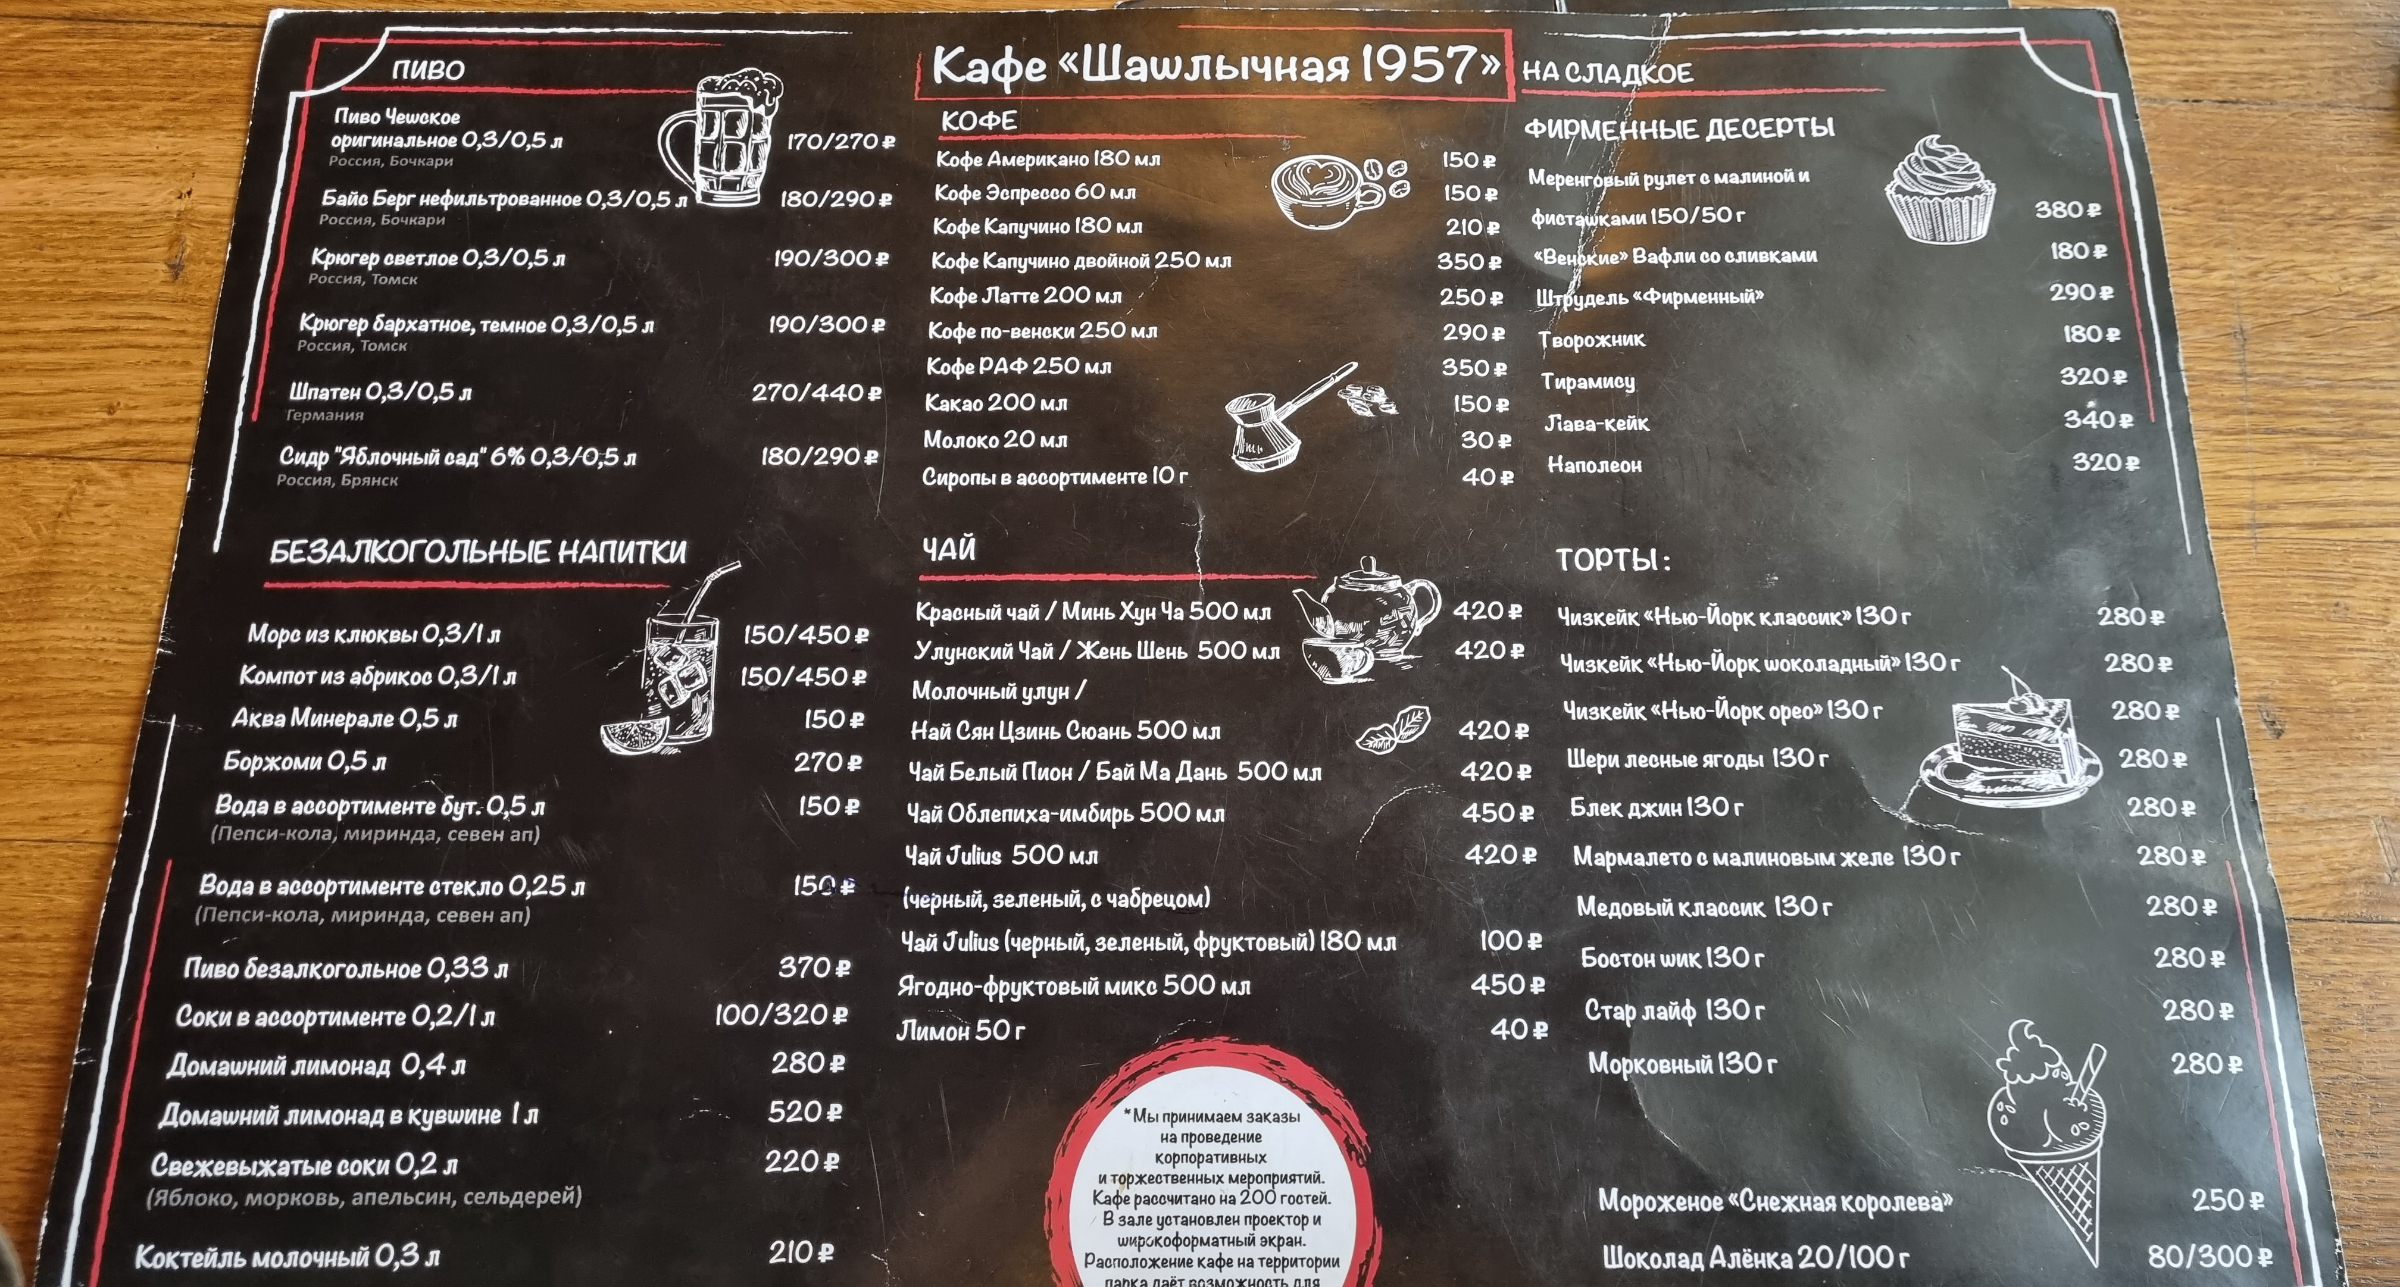 Кафе «Шашлычная 1957»
ПИВО
Пиво Чешское
оригинальное 0,3/0,5 л 170/270 ₽
Россия, Бочкари
Байс Берг нефильтрованное 0,3/0,5 л 180/290 ₽
Россия, Бочкари
Крюгер светлое 0,3/0,5 л 190/300 ₽
Россия, Томск
Крюгер бархатное, темное 0,3/0,5 л 190/300 ₽
Россия, Томск
Шпатен 0,3/0,5 л 270/440 ₽
Германия
Сидр "Яблочный сад" 6% 0,3/0,5 л 180/290 ₽
Россия, Брянск
БЕЗАЛКОГОЛЬНЫЕ НАПИТКИ
Морс из клюквы 0,3/1 л 150/450 ₽
Компот из абрикос 0,3/1 л 150/450 ₽
Аква Минерале 0,5 л 150 ₽
Боржоми 0,5 л 270 ₽
Вода в ассортименте бут. 0,5 л 150 ₽
(Пепси-кола, миринда, севен ап)
Вода в ассортименте стекло 0,25 л 150 ₽
(Пепси-кола, миринда, севен ап)
Пиво безалкогольное 0,33 л 370 ₽
Соки в ассортименте 0,2/1 л 100/320 ₽
Домашний лимонад 0,4 л 280 ₽
Домашний лимонад в кувшине 1 л 520 ₽
Свежевыжатые соки 0,2 л 220 ₽
(Яблоко, морковь, апельсин, сельдерей)
Коктейль молочный 0,3 л 210 ₽
КОФЕ
Кофе Американо 180 мл 150 ₽
Кофе Эспрессо 60 мл 150 ₽
Кофе Капучино 180 мл 210 ₽
Кофе Капучино двойной 250 мл 350 ₽
Кофе Латте 200 мл 250 ₽
Кофе по-венски 250 мл 290 ₽
Кофе РАФ 250 мл 350 ₽
Какао 200 мл 150 ₽
Молоко 20 мл 30 ₽
Сиропы в ассортименте 10 г 40 ₽
ЧАЙ
Красный чай / Минь Хун Ча 500 мл 420 ₽
Улунский Чай / Жень Шень 500 мл 420 ₽
Молочный улун /
Най Сян Цзинь Сюань 500 мл 420 ₽
Чай Белый Пион / Бай Ма Дань 500 мл 420 ₽
Чай Облепиха-имбирь 500 мл 450 ₽
Чай Julius 500 мл 420 ₽
(черный, зеленый, с чабрецом)
Чай Julius (черный, зеленый, фруктовый) 180 мл 100 ₽
Ягодно-фруктовый микс 500 мл 450 ₽
Лимон 50 г 40 ₽
*Мы принимаем заказы
на проведение
корпоративных
и торжественных мероприятий.
Кафе рассчитано на 200 гостей.
В зале установлен проектор и
широкоформатный экран.
Расположение кафе на территории
парка даёт возможность для
НА СЛАДКОЕ
ФИРМЕННЫЕ ДЕСЕРТЫ
Меренговый рулет с малиной и
фисташками 150/50 г 380 ₽
«Венские» Вафли со сливками 180 ₽
Штрудель «Фирменный» 290 ₽
Творожник 180 ₽
Тирамису 320 ₽
Лава-кейк 340 ₽
Наполеон 320 ₽
ТОРТЫ:
Чизкейк «Нью-Йорк классик» 130 г 280 ₽
Чизкейк «Нью-Йорк шоколадный» 130 г 280 ₽
Чизкейк «Нью-Йорк орео» 130 г 280 ₽
Шери лесные ягоды 130 г 280 ₽
Блек джин 130 г 280 ₽
Мармалето с малиновым желе 130 г 280 ₽
Медовый классик 130 г 280 ₽
Бостон шик 130 г 280 ₽
Стар лайф 130 г 280 ₽
Морковный 130 г 280 ₽
Мороженое «Снежная королева» 250 ₽
Шоколад Алёнка 20/100 г 80/300 ₽